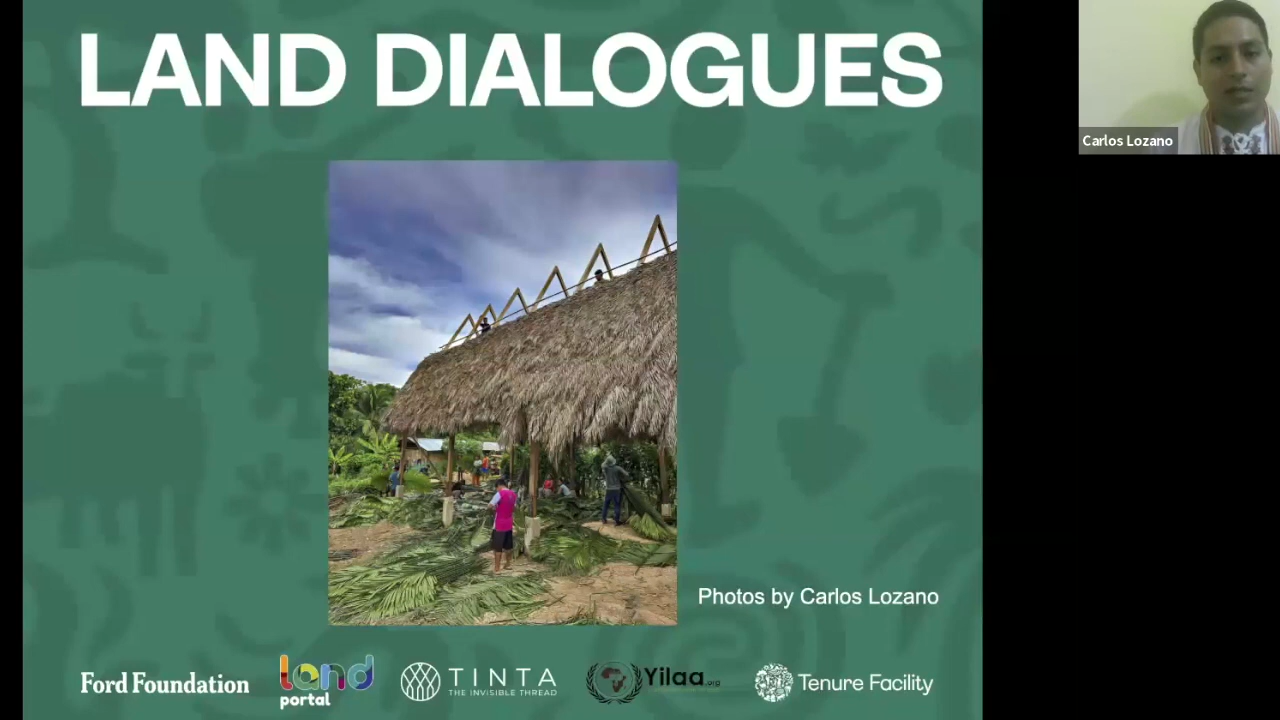 LAND DIALOGUES
Carlos Lozano
Photos by Carlos Lozano
Ford Foundation
land
portal
TINTA
THE INVISIBLE THREAD
Yilaa.org
Tenure Facility